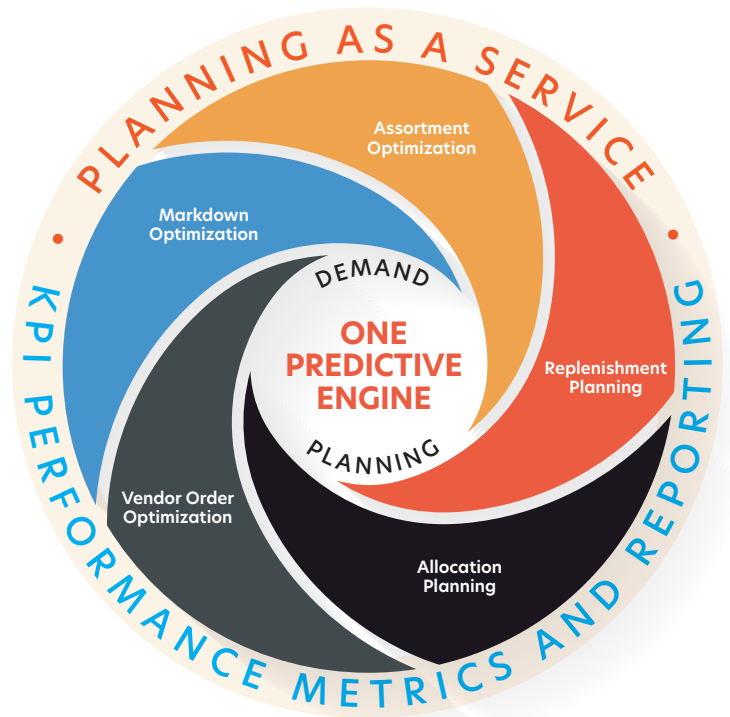 PLANNING AS A SERVICE
Assortment
Optimization
Markdown
Optimization
DEMAND
ONE
PREDICTIVE
ENGINE
PLANNING
Replenishment
Planning
Vendor Order
Optimization
Allocation
Planning
KPI PERFORMANCE METRICS AND REPORTING